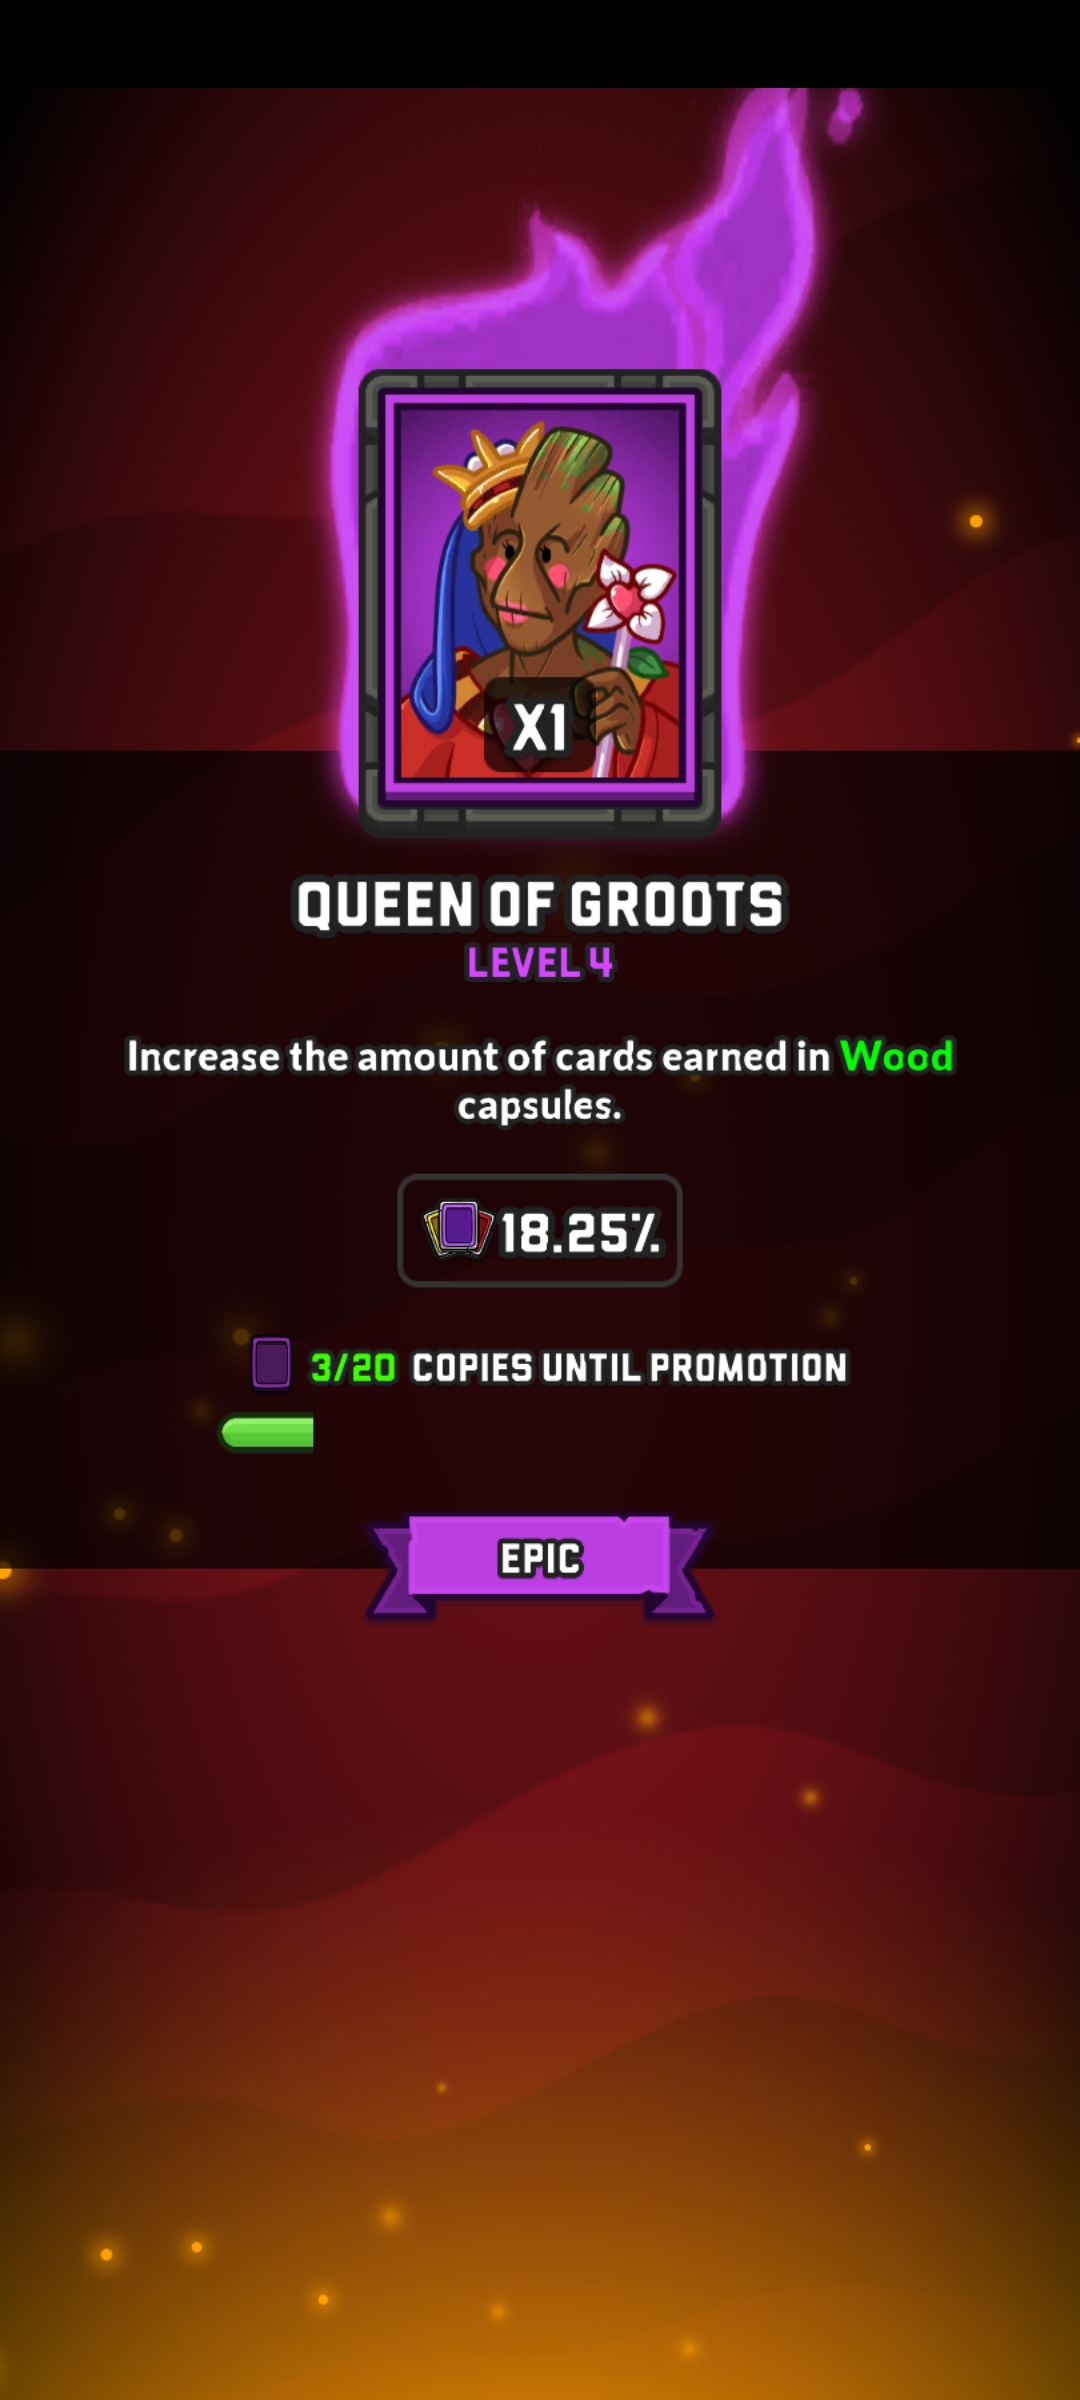 X1
QUEEN OF GROOTS
LEVEL 4
Increase the amount of cards earned in Wood
capsules.
18.25%
3/20 COPIES UNTIL PROMOTION
EPIC